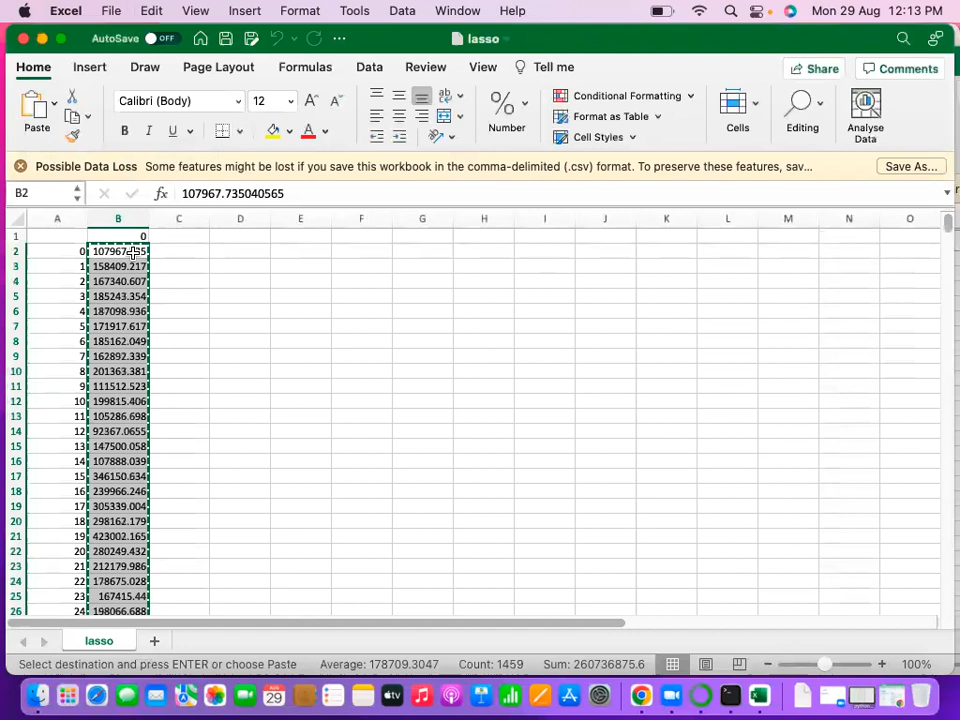 Excel File Edit View Insert Format Tools Data Window Help Mon 29 Aug 12:13 PM
AutoSave OFF lasso
Home Insert Draw Page Layout Formulas Data Review View Tell me Share Comments
Calibri (Body) 12 ab Conditional Formatting
Format as Table
Paste B I U A Number Cell Styles Cells Editing Analyse Data
Possible Data Loss Some features might be lost if you save this workbook in the comma-delimited (.csv) format. To preserve these features, sav... Save As...
B2 fx 107967.735040565
A B C D E F G H I J K L M N O
1 0
2 0
3 1 158409.217
4 2 167340.607
5 3 185243.354
6 4 187098.936
7 5 171917.617
8 6 185162.049
9 7 162892.339
10 8 201363.381
11 9 111512.523
12 10 199815.406
13 11 105286.698
14 12 92367.0655
15 13 147500.058
16 14 107888.039
17 15 346150.634
18 16 239966.246
19 17 305339.004
20 18 298162.179
21 19 423002.165
22 20 280249.432
23 21 212179.986
24 22 178675.028
25 23 167415.44
26 24 198066.688
lasso
Select destination and press ENTER or choose Paste Average: 178709.3047 Count: 1459 Sum: 260736875.6 100%